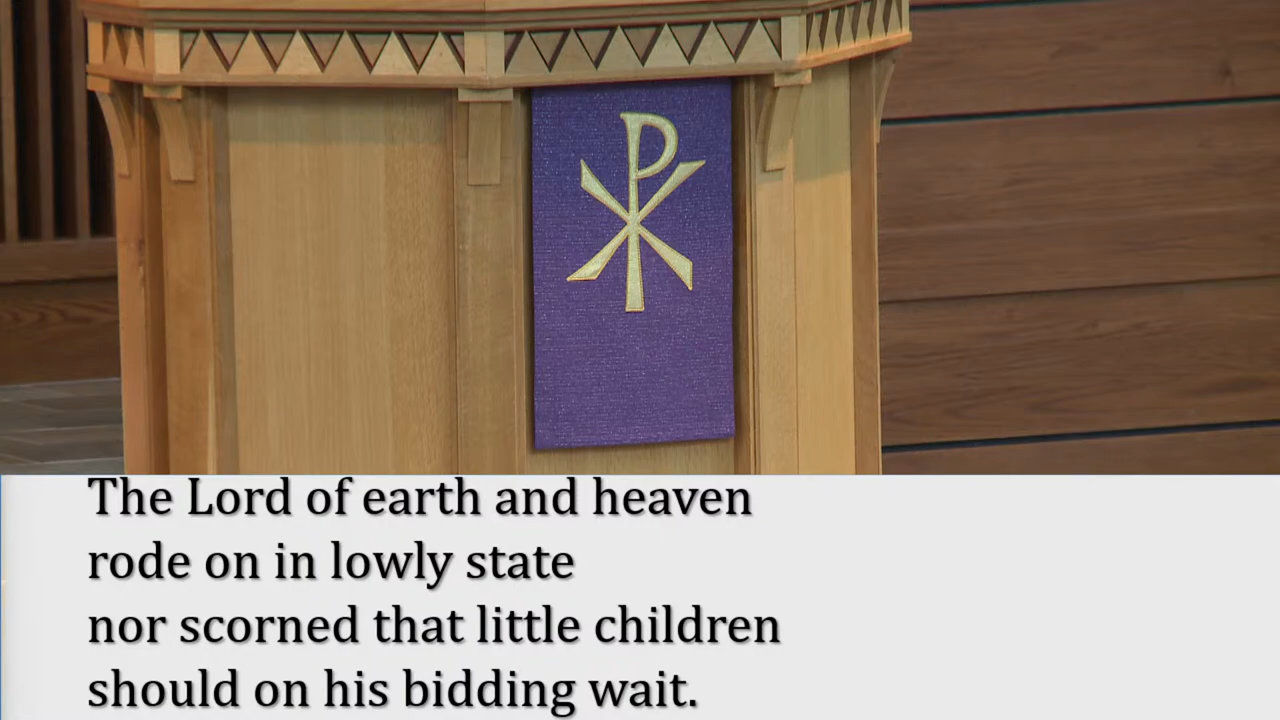 The Lord of earth and heaven
rode on in lowly state
nor scorned that little children
should on his bidding wait.